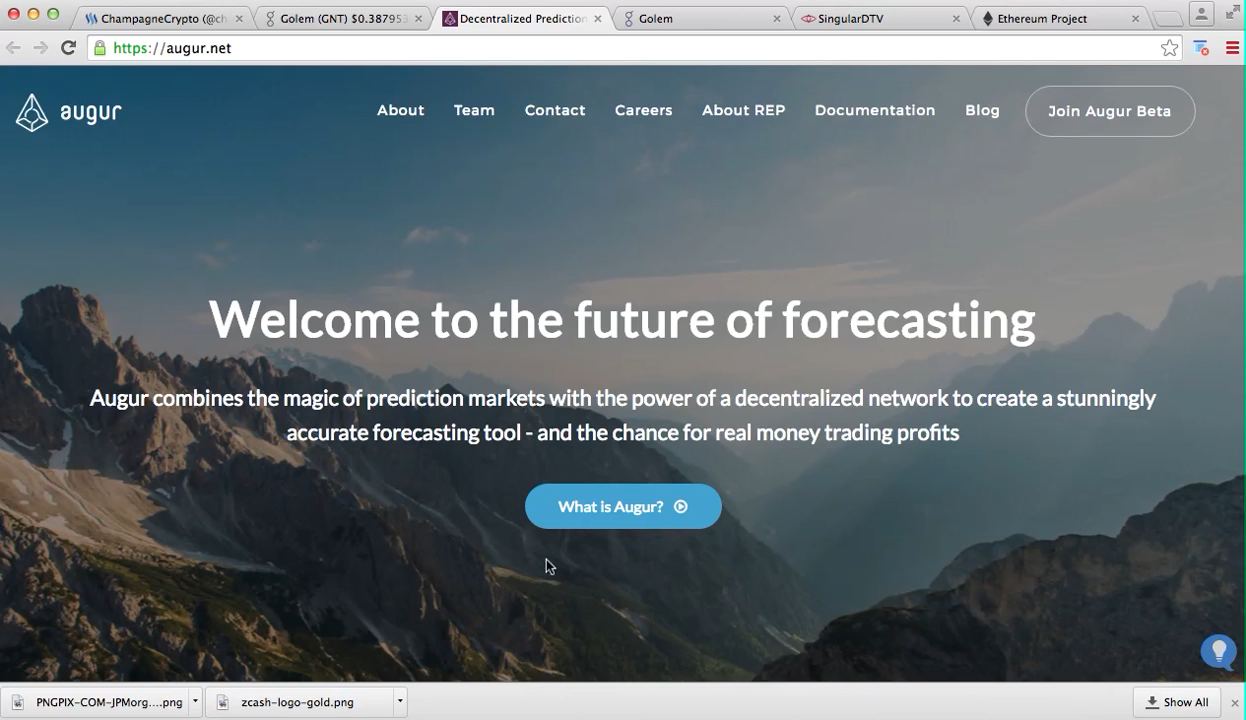 ChampagneCrypto (@ch
Golem (GNT) $0.387953
Decentralized Prediction
Golem
SingularDTV
Ethereum Project
https://augur.net
augur
About
Team
Contact
Careers
About REP
Documentation
Blog
Join Augur Beta
Welcome to the future of forecasting
Augur combines the magic of prediction markets with the power of a decentralized network to create a stunningly
accurate forecasting tool - and the chance for real money trading profits
What is Augur?
PNGPIX-COM-JPMorg....png
zcash-logo-gold.png
Show All